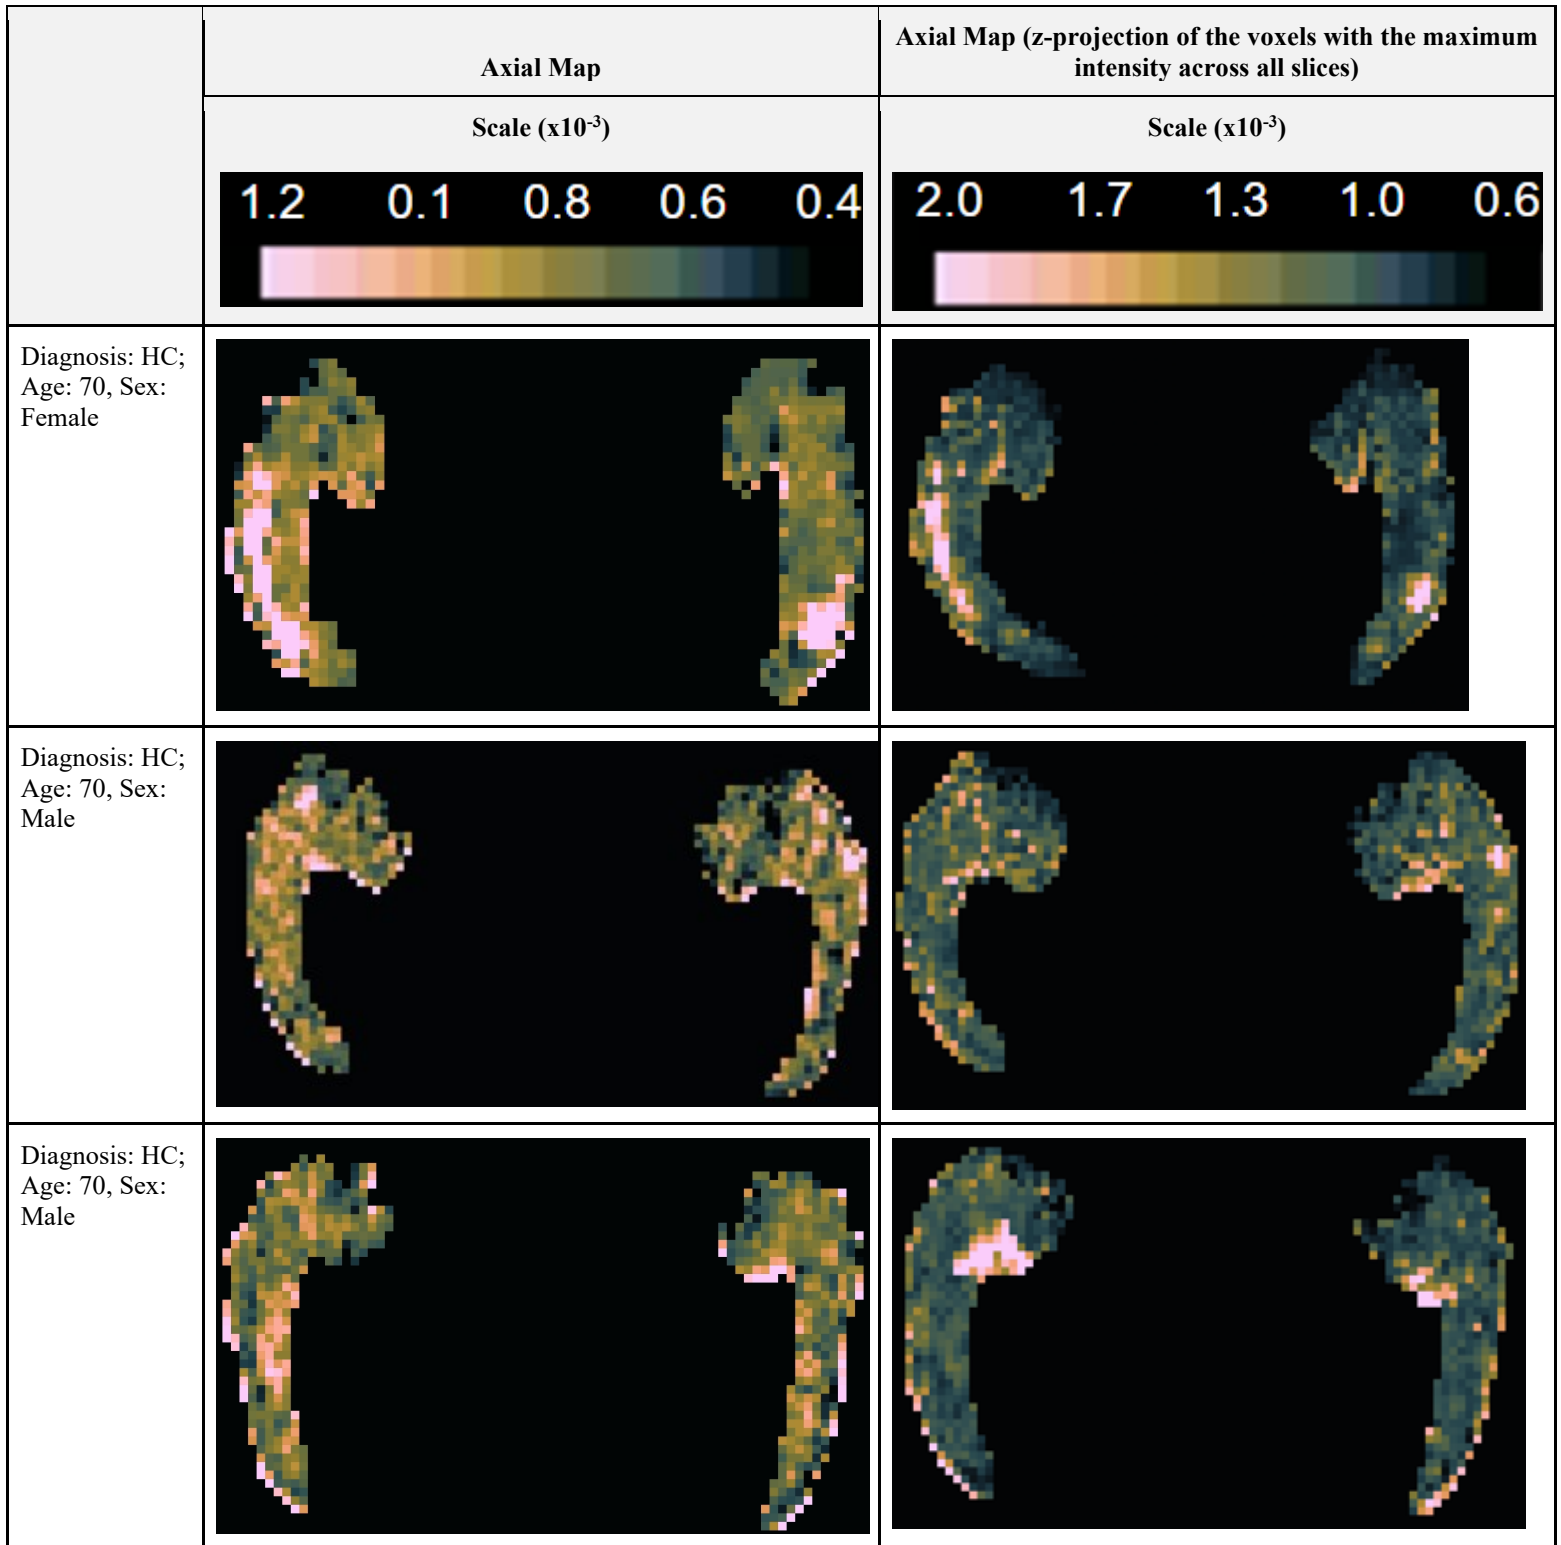 Axial Map
Axial Map (z-projection of the voxels with the maximum
intensity across all slices)
Scale (x10⁻³)
Scale (x10⁻³)
1.2 0.1 0.8 0.6 0.4
2.0 1.7 1.3 1.0 0.6
Diagnosis: HC;
Age: 70, Sex:
Female
Diagnosis: HC;
Age: 70, Sex:
Male
Diagnosis: HC;
Age: 70, Sex:
Male